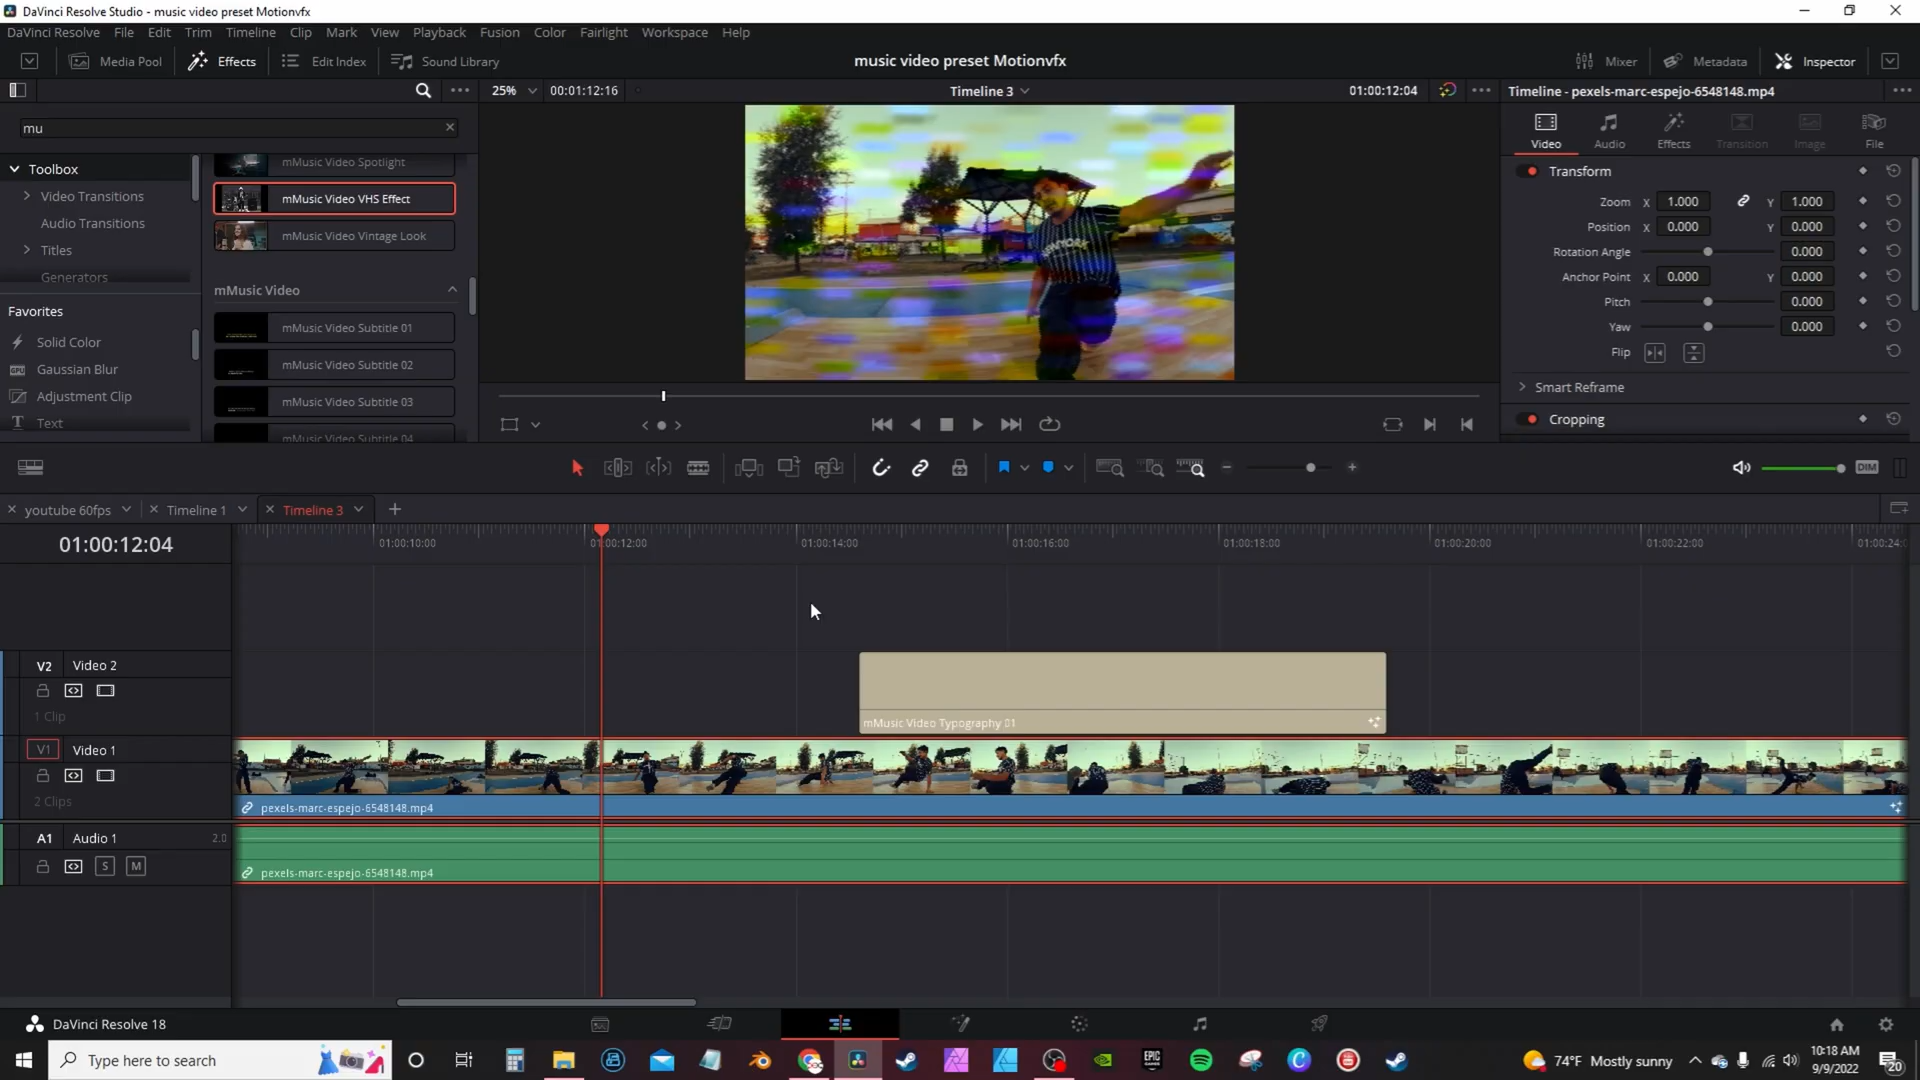 DaVinci Resolve Studio - music video preset Motionvfx
DaVinci Resolve File Edit Trim Timeline Clip Mark View Playback Fusion Color Fairlight Workspace Help
Media Pool Effects Edit Index Sound Library
music video preset Motionvfx
Mixer Metadata Inspector
25% 00:01:12:16
Timeline 3
01:00:12:04
Timeline - pexels-marc-espejo-6548148.mp4
mu
Toolbox
Video Transitions
Audio Transitions
Titles
Generators
Favorites
Solid Color
Gaussian Blur
Adjustment Clip
Text
mMusic Video Spotlight
mMusic Video VHS Effect
mMusic Video Vintage Look
mMusic Video
mMusic Video Subtitle 01
mMusic Video Subtitle 02
mMusic Video Subtitle 03
mMusic Video Subtitle 04
Video Audio Effects Transition Image File
Transform
Zoom X 1.000 Y 1.000
Position X 0.000 Y 0.000
Rotation Angle 0.000
Anchor Point X 0.000 Y 0.000
Pitch 0.000
Yaw 0.000
Flip
Smart Reframe
Cropping
DIM
youtube 60fps Timeline 1 Timeline 3
01:00:12:04
01:00:10:00 01:00:12:00 01:00:14:00 01:00:16:00 01:00:18:00 01:00:20:00 01:00:22:00 01:00:24:
V2 Video 2
1 Clip
mMusic Video Typography 01
V1 Video 1
2 Clips
pexels-marc-espejo-6548148.mp4
A1 Audio 1 2.0
S M
pexels-marc-espejo-6548148.mp4
DaVinci Resolve 18
Type here to search
EPIC GAMES
74°F Mostly sunny
10:18 AM
9/9/2022
20